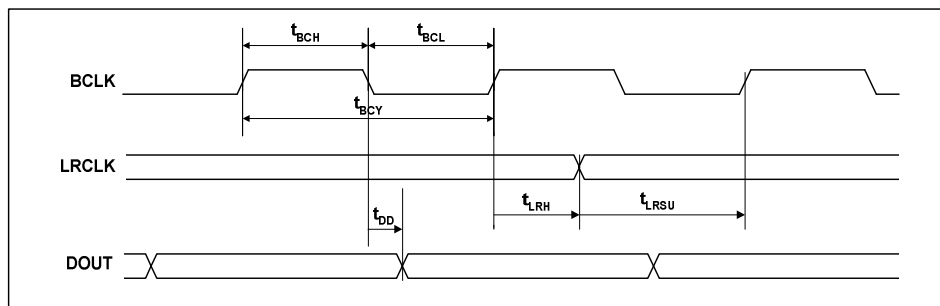 tBCH
tBCL
BCLK
tBCY
LRCLK
tLRH
tLRSU
tDD
DOUT